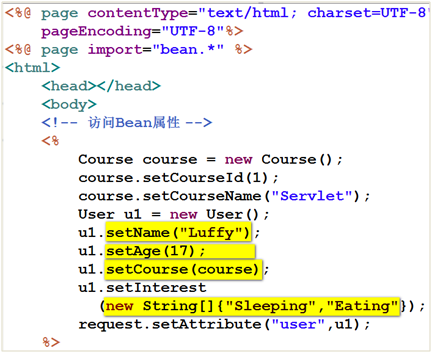 <%@ page contentType="text/html; charset=UTF-8"
pageEncoding="UTF-8"%>
<%@ page import="bean.*" %>
<html>
<head></head>
<body>
<!-- 访问Bean属性 -->
<%
Course course = new Course();
course.setCourseId(1);
course.setCourseName("Servlet");
User u1 = new User();
u1.setName("Luffy");
u1.setAge(17);
u1.setCourse(course);
u1.setInterest
(new String[]{"Sleeping","Eating"});
request.setAttribute("user",u1);
%>